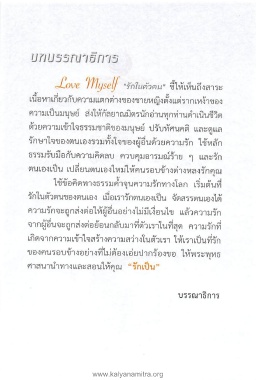 บทบรรณาธิการ
Love Myself "รักในตัวตน" ชี้ให้เห็นถึงสาระ
เนื้อหาเกี่ยวกับความแตกต่างของชายหญิงตั้งแต่รากเหง้าของ
ความเป็นมนุษย์ ส่งให้กัลยาณมิตรนักอ่านทุกท่านดำเนินชีวิต
ด้วยความเข้าใจธรรมชาติของมนุษย์ ปรับทัศนคติ และดูแล
รักษาใจของตนเองรวมทั้งใจของผู้อื่นด้วยความรัก ใช้หลัก
ธรรมรับมือกับความคิดลบ ควบคุมอารมณ์ร้าย ๆ และรัก
ตนเองเป็น เปลี่ยนตนเองใหม่ให้คนรอบข้างต่างหลงรักคุณ
ใช้ข้อคิดทางธรรมค้ำจุนความรักทางโลก เริ่มต้นที่
รักในตัวตนของตนเอง เมื่อเรารักตนเองเป็น จัดสรรตนเองได้
ความรักจะถูกส่งต่อให้ผู้อื่นอย่างไม่มีเงื่อนไข แล้วความรัก
จากผู้อื่นจะถูกส่งต่อย้อนกลับมาที่ตัวเราในที่สุด ความรักที่
เกิดจากความเข้าใจสร้างความสว่างในตัวเรา ให้เราเป็นที่รัก
ของคนรอบข้างอย่างที่ไม่ต้องเอ่ยปากร้องขอ ให้พระพุทธ
ศาสนานำทางและสอนให้คุณ "รักเป็น"
บรรณาธิการ
www.kalyanamitra.org